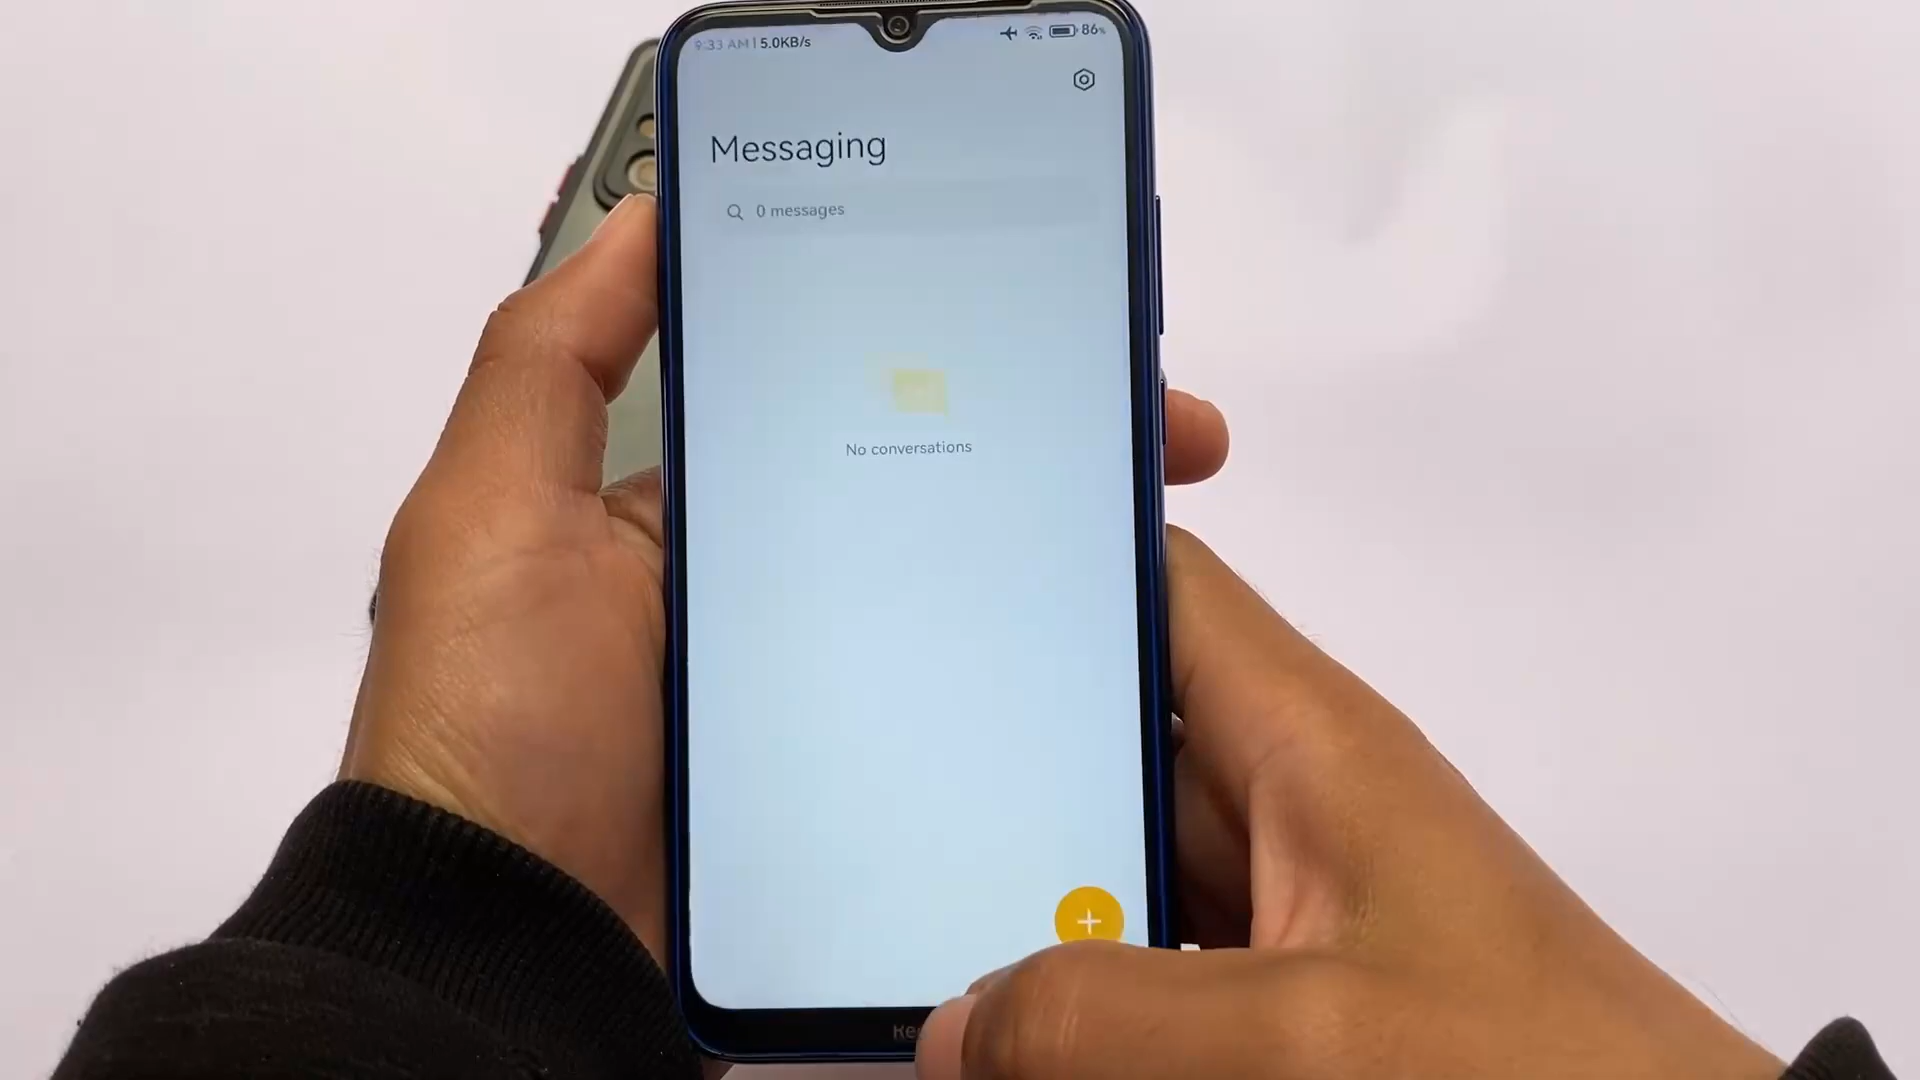 9:33 AM | 5.0KB/s
86%
Messaging
0 messages
No conversations